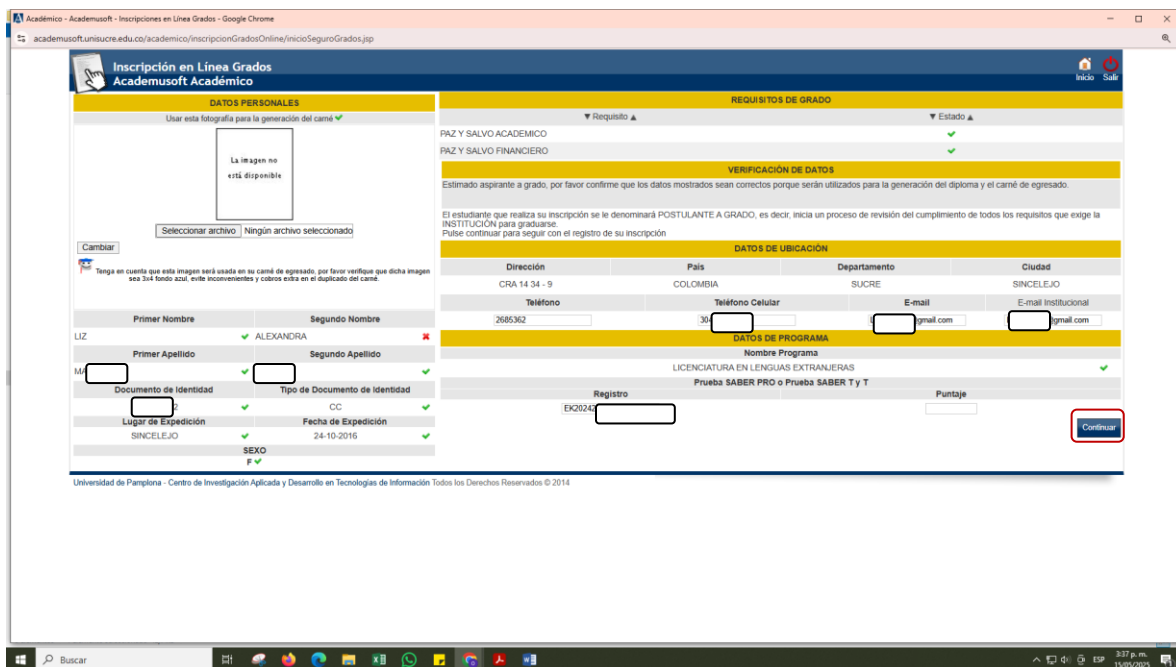 Académico - Academusoft - Inscripciones en Línea Grados - Google Chrome
academusoft.unisucre.edu.co/academico/inscripcionGradosOnline/inicioSeguroGrados.jsp
Inscripción en Línea Grados
Academusoft Académico
Inicio Salir
DATOS PERSONALES
Usar esta fotografía para la generación del carné
La imagen no
está disponible
Seleccionar archivo Ningún archivo seleccionado
Cambiar
Tenga en cuenta que esta imagen será usada en su carné de egresado, por favor verifique que dicha imagen
sea 3x4 fondo azul, evite inconvenientes y cobros extra en el duplicado del carné.
Primer Nombre Segundo Nombre
LIZ ALEXANDRA
Primer Apellido Segundo Apellido
MA
Documento de Identidad Tipo de Documento de Identidad
2 CC
Lugar de Expedición Fecha de Expedición
SINCELEJO 24-10-2016
SEXO
F
REQUISITOS DE GRADO
▼ Requisito ▲ ▼ Estado ▲
PAZ Y SALVO ACADEMICO
PAZ Y SALVO FINANCIERO
VERIFICACIÓN DE DATOS
Estimado aspirante a grado, por favor confirme que los datos mostrados sean correctos porque serán utilizados para la generación del diploma y el carné de egresado.
El estudiante que realiza su inscripción se le denominará POSTULANTE A GRADO, es decir, inicia un proceso de revisión del cumplimiento de todos los requisitos que exige la
INSTITUCIÓN para graduarse.
Pulse continuar para seguir con el registro de su inscripción
DATOS DE UBICACIÓN
Dirección País Departamento Ciudad
CRA 14 34 - 9 COLOMBIA SUCRE SINCELEJO
Teléfono Teléfono Celular E-mail E-mail Institucional
2685362 304 gmail.com @gmail.com
DATOS DE PROGRAMA
Nombre Programa
LICENCIATURA EN LENGUAS EXTRANJERAS
Prueba SABER PRO o Prueba SABER T y T
Registro Puntaje
EK20242
Continuar
Universidad de Pamplona - Centro de Investigación Aplicada y Desarrollo en Tecnologías de Información Todos los Derechos Reservados © 2014
Buscar
ESP
3:37 p. m.
15/05/2025